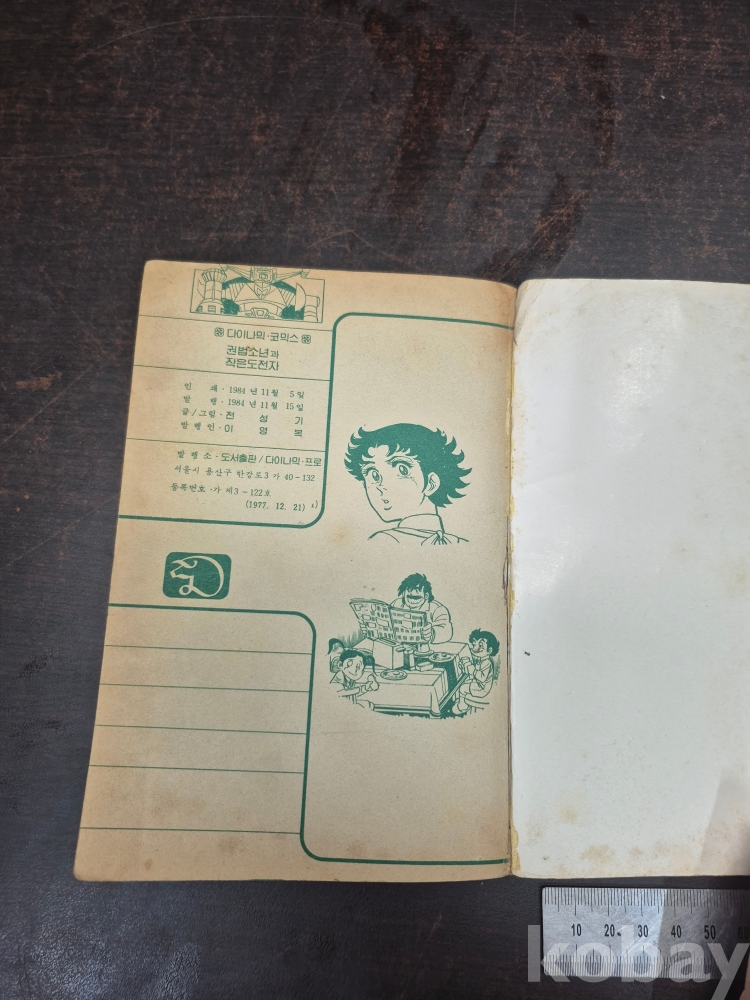 다이나믹·코믹스
권법소년과
작은도전자
인 쇄·1984년 11월 5일
발 행·1984년 11월 15일
글/그림·전 성 기
발행인·이 영 복
발행소·도서출판/다이나믹·프로
서울시 용산구 한강로3가 40-132
등록번호·가 제3-122호
(1977. 12. 21)
10 20 30 40 50
kobay